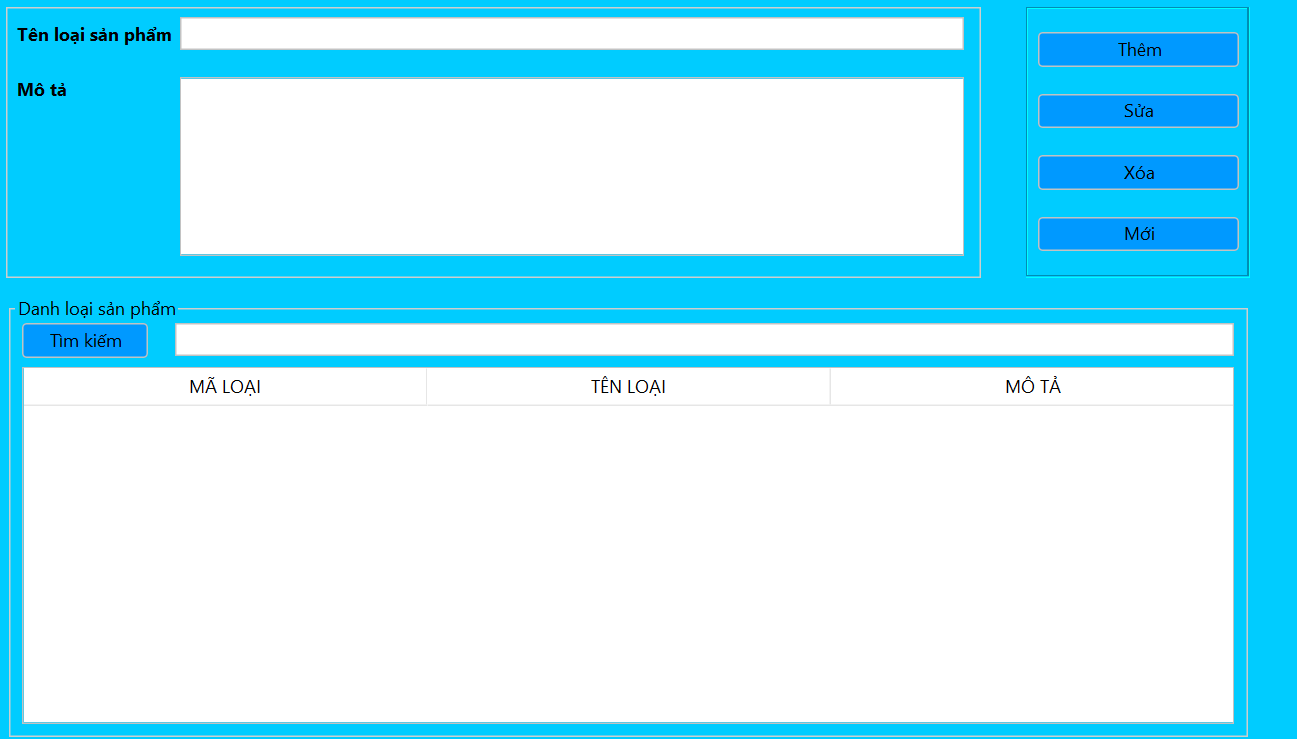 Tên loại sản phẩm
Mô tả
Thêm
Sửa
Xóa
Mới
Danh loại sản phẩm
Tìm kiếm
MÃ LOẠI TÊN LOẠI MÔ TẢ